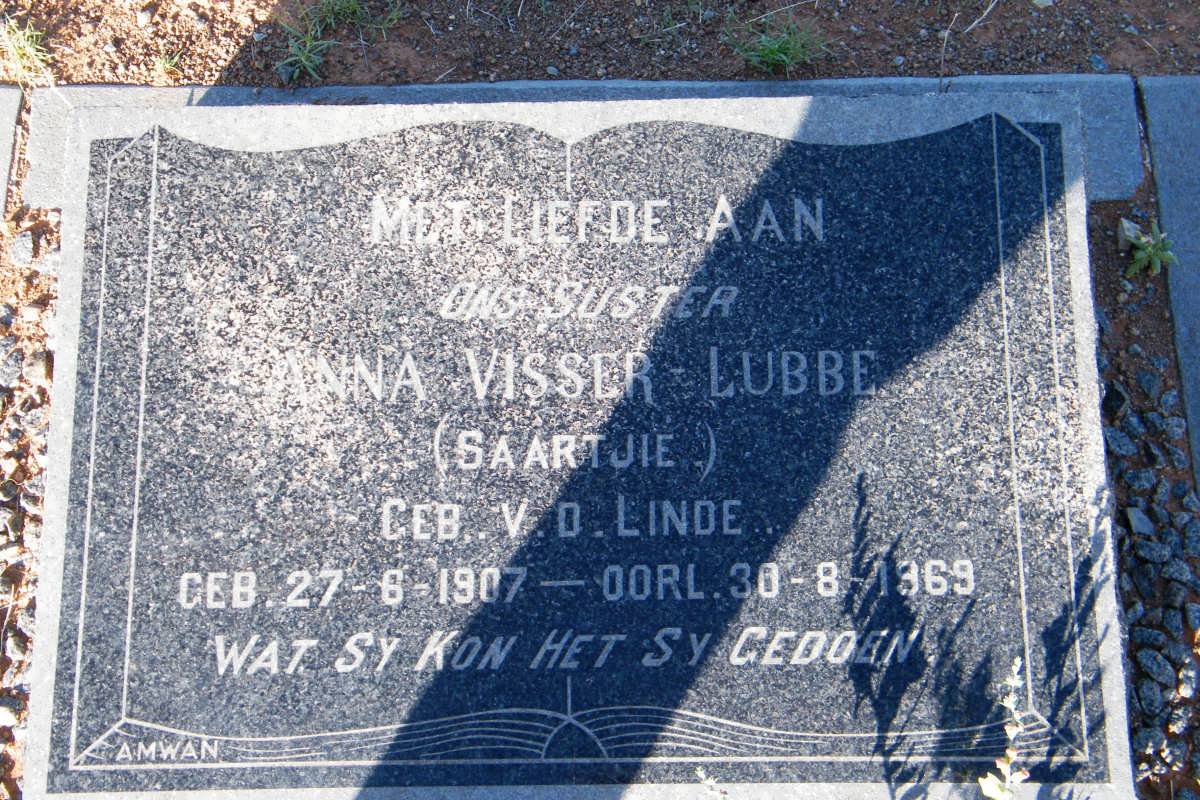 MET LIEFDE AAN
ONS SUSTER
ANNA VISSER - LUBBE
(SAARTJIE.)
GEB. V. D. LINDE.
GEB. 27-6-1907 — OORL. 30-8-1969
WAT SY KON HET SY GEDOEN.
AMWAN